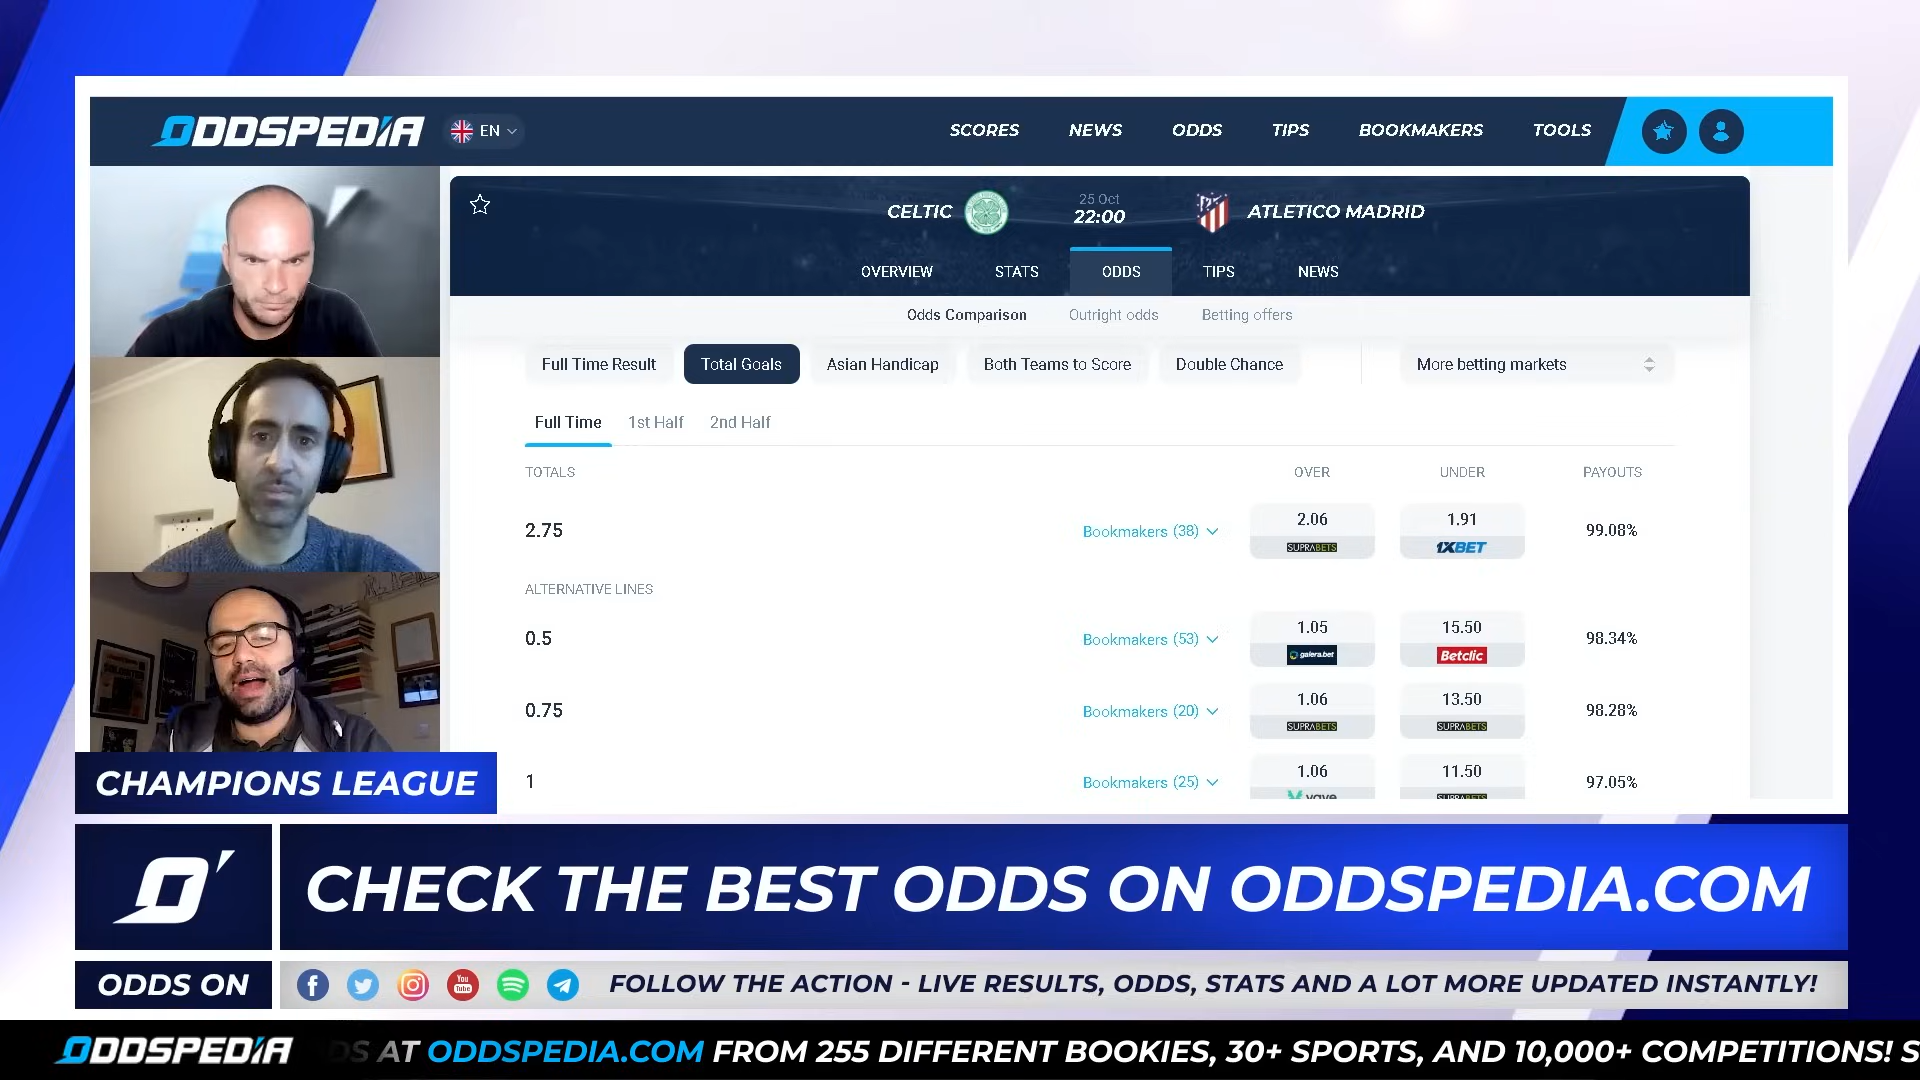 ODDSPEDIA
EN
SCORES
NEWS
ODDS
TIPS
BOOKMAKERS
TOOLS
CELTIC
25 Oct
22:00
ATLETICO MADRID
OVERVIEW
STATS
ODDS
TIPS
NEWS
Odds Comparison
Outright odds
Betting offers
Full Time Result
Total Goals
Asian Handicap
Both Teams to Score
Double Chance
More betting markets
Full Time
1st Half
2nd Half
TOTALS
OVER
UNDER
PAYOUTS
2.75
Bookmakers (38)
2.06
SUPRABETS
1.91
1XBET
99.08%
ALTERNATIVE LINES
0.5
Bookmakers (53)
1.05
galera.bet
15.50
Betclic
98.34%
0.75
Bookmakers (20)
1.06
SUPRABETS
13.50
SUPRABETS
98.28%
1
Bookmakers (25)
1.06
vave
11.50
SUPRABETS
97.05%
CHAMPIONS LEAGUE
O'
CHECK THE BEST ODDS ON ODDSPEDIA.COM
ODDS ON
You
Tube
FOLLOW THE ACTION - LIVE RESULTS, ODDS, STATS AND A LOT MORE UPDATED INSTANTLY!
ODDSPEDIA
DS AT ODDSPEDIA.COM FROM 255 DIFFERENT BOOKIES, 30+ SPORTS, AND 10,000+ COMPETITIONS! S